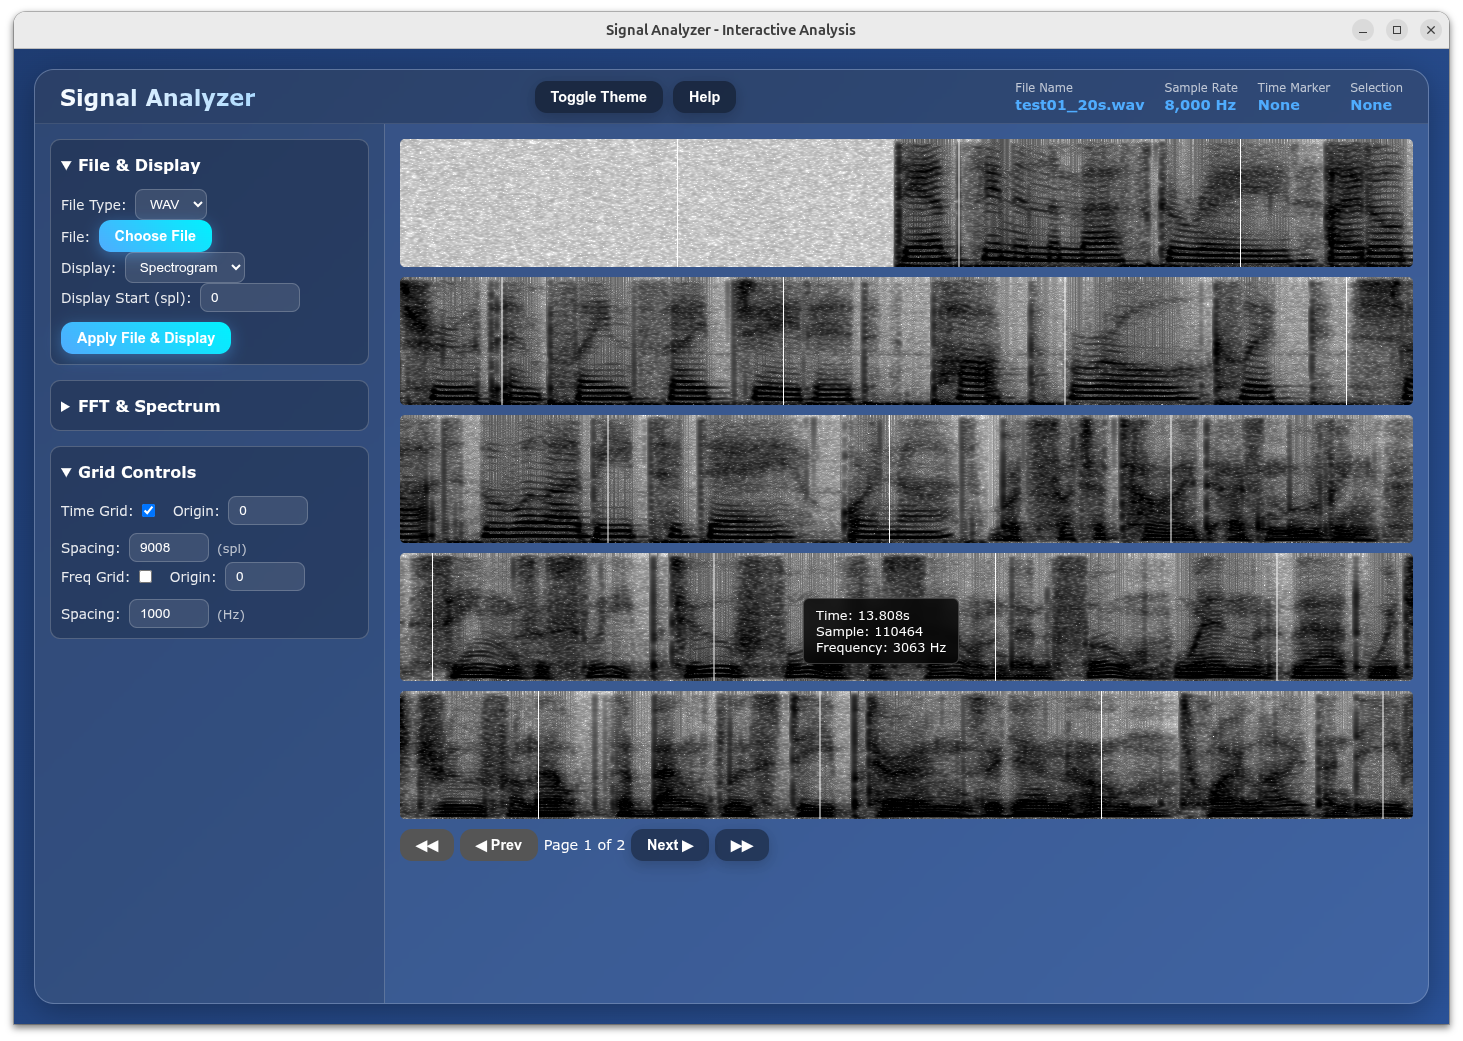 Signal Analyzer - Interactive Analysis
Signal Analyzer
Toggle Theme
Help
File Name
test01_20s.wav
Sample Rate
8,000 Hz
Time Marker
None
Selection
None
▼ File & Display
File Type: WAV
File: Choose File
Display: Spectrogram
Display Start (spl): 0
Apply File & Display
▶ FFT & Spectrum
▼ Grid Controls
Time Grid: Origin: 0
Spacing: 9008 (spl)
Freq Grid: Origin: 0
Spacing: 1000 (Hz)
Time: 13.808s
Sample: 110464
Frequency: 3063 Hz
◀◀ ◀ Prev Page 1 of 2 Next ▶ ▶▶